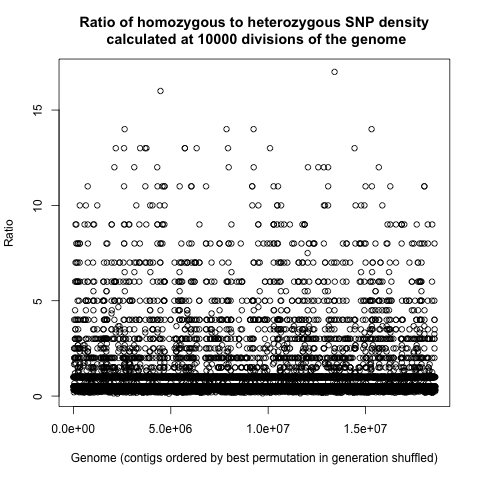 Ratio of homozygous to heterozygous SNP density
calculated at 10000 divisions of the genome
15
10
5
0
Ratio
0.0e+00 5.0e+06 1.0e+07 1.5e+07
Genome (contigs ordered by best permutation in generation shuffled)